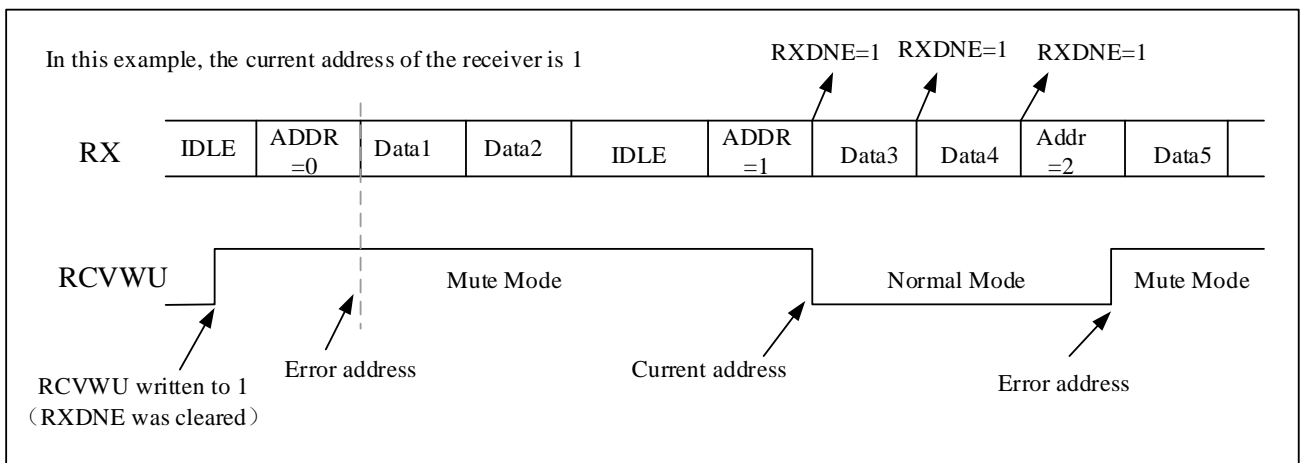 In this example, the current address of the receiver is 1
RXDNE=1 RXDNE=1 RXDNE=1
RX
IDLE
ADDR
=0
Data1
Data2
IDLE
ADDR
=1
Data3
Data4
Addr
=2
Data5
RCVWU
Mute Mode
Normal Mode
Mute Mode
Error address
Current address
Error address
RCVWU written to 1
（RXDNE was cleared）